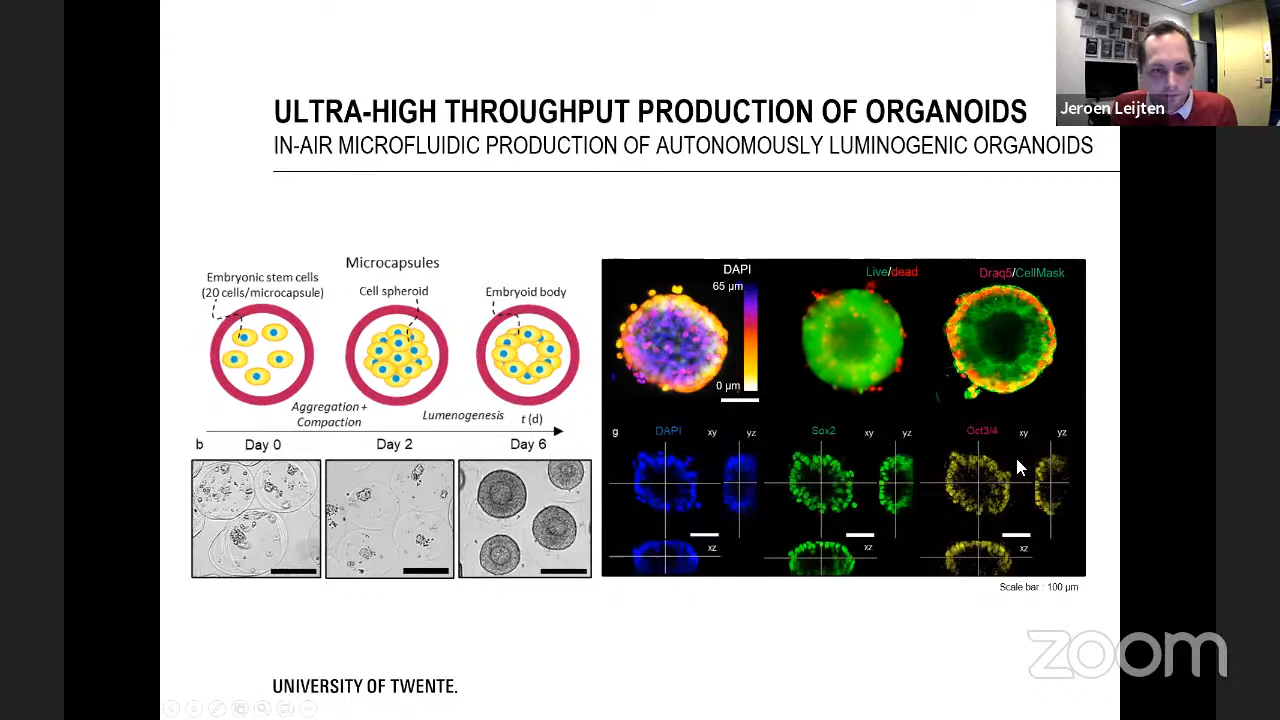 Jeroen Leijten
ULTRA-HIGH THROUGHPUT PRODUCTION OF ORGANOIDS
IN-AIR MICROFLUIDIC PRODUCTION OF AUTONOMOUSLY LUMINOGENIC ORGANOIDS
Microcapsules
Embryonic stem cells
(20 cells/microcapsule)
Cell spheroid
Embryoid body
Aggregation +
Compaction
Lumenogenesis
t (d)
b
Day 0
Day 2
Day 6
DAPI
65 µm
0 µm
Live/dead
Draq5/CellMask
g
DAPI
xy
yz
xz
Sox2
xy
yz
xz
Oct3/4
xy
yz
xz
Scale bar : 100 µm
zoom
UNIVERSITY OF TWENTE.